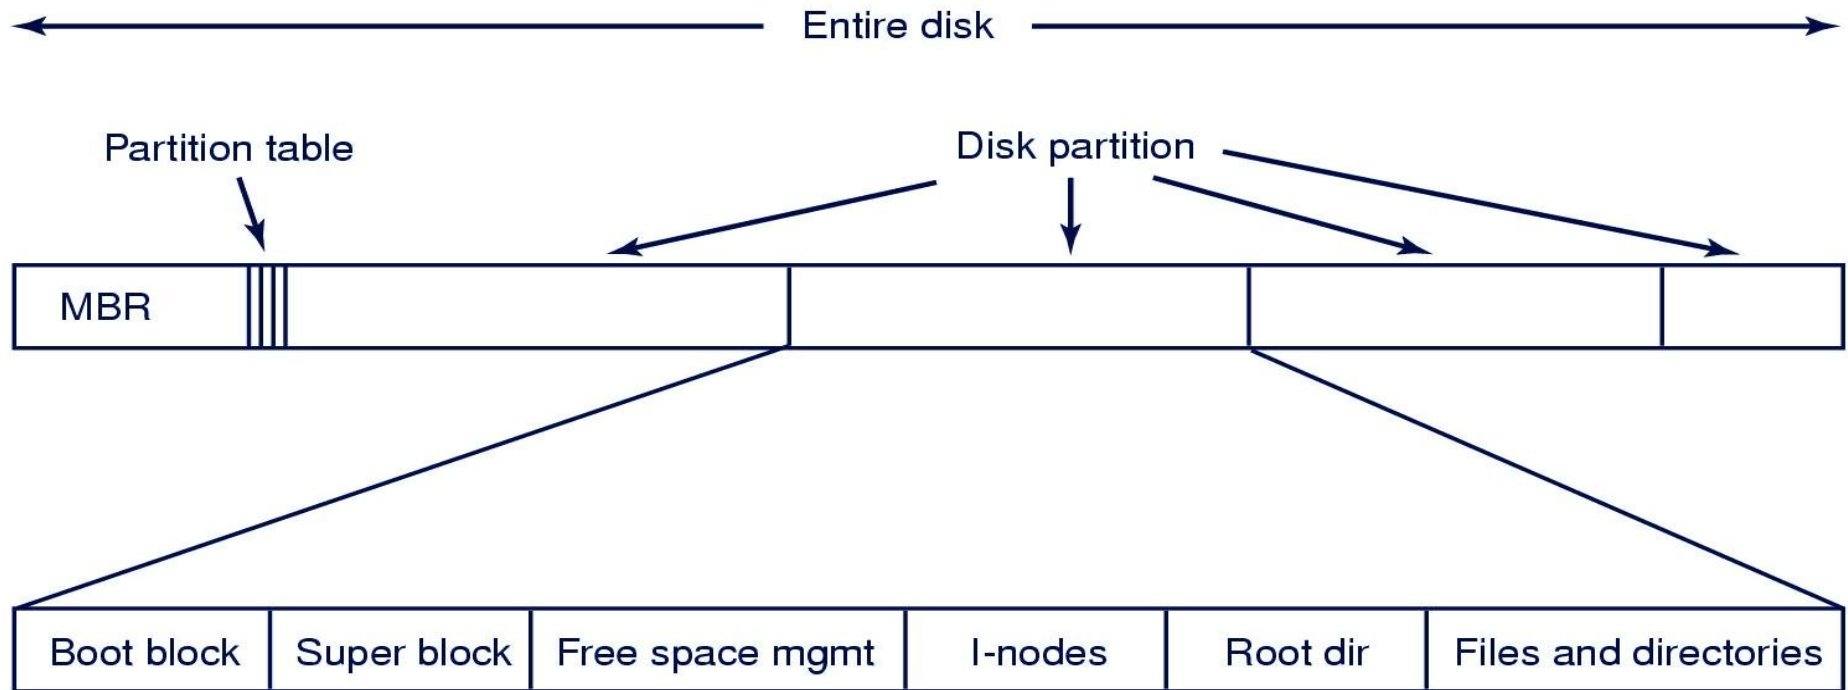 Entire disk
Partition table
Disk partition
MBR
Boot block
Super block
Free space mgmt
I-nodes
Root dir
Files and directories